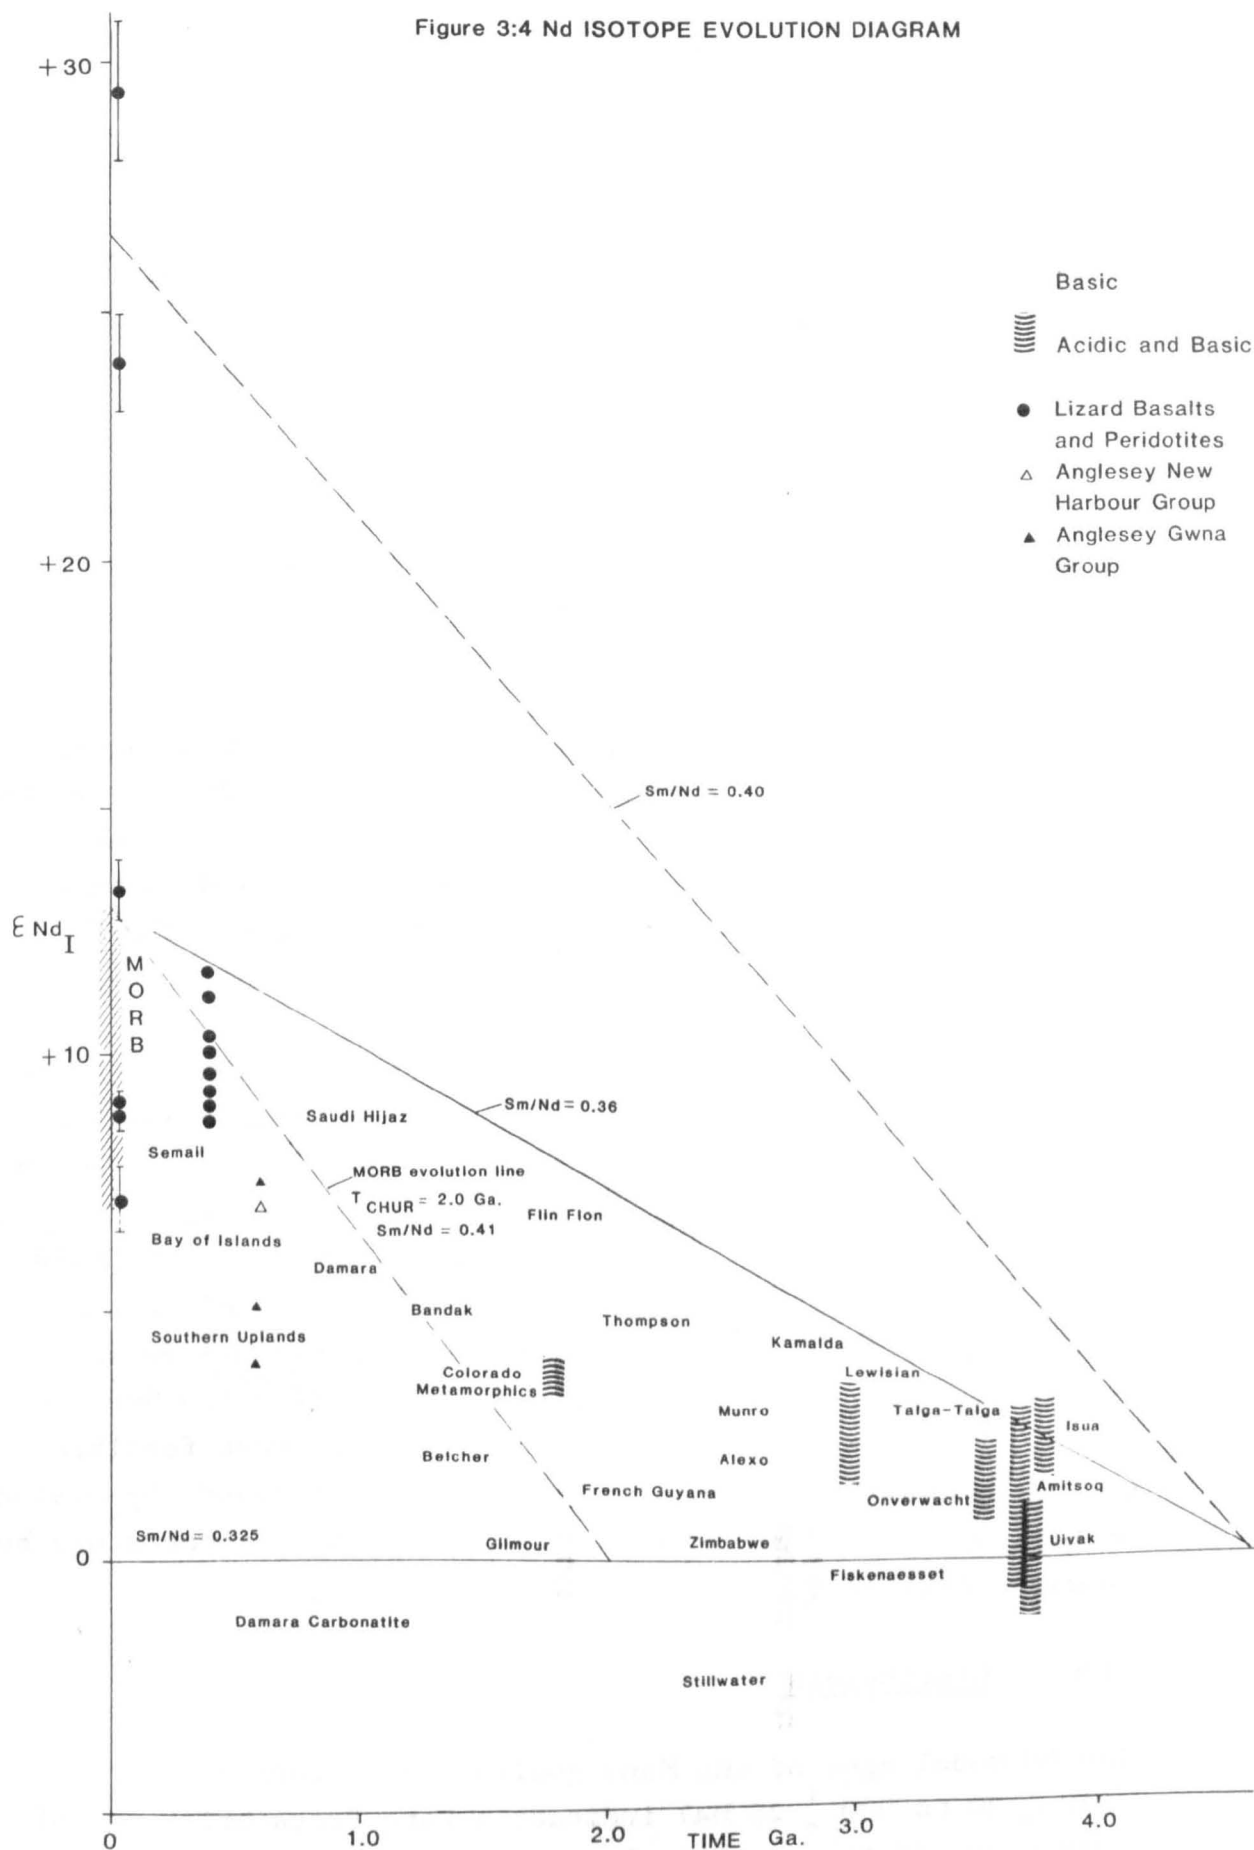 Figure 3:4 Nd ISOTOPE EVOLUTION DIAGRAM
+30
Basic
Acidic and Basic
Lizard Basalts
and Peridotites
Anglesey New
Harbour Group
Anglesey Gwna
Group
+20
Sm/Nd = 0.40
ε Nd I
M
O
R
B
+10
Sm/Nd = 0.36
Saudi Hijaz
Semail
MORB evolution line
T CHUR = 2.0 Ga.
Sm/Nd = 0.41
Flin Flon
Bay of Islands
Damara
Bandak
Thompson
Southern Uplands
Kamalda
Colorado
Metamorphics
Lewisian
Munro
Talga-Talga
Isua
Belcher
Alexo
Amitsoq
French Guyana
Onverwacht
Sm/Nd = 0.325
Gilmour
Zimbabwe
Uivak
0
Fiskenaesset
Damara Carbonatite
Stillwater
0
1.0
2.0
TIME Ga.
3.0
4.0